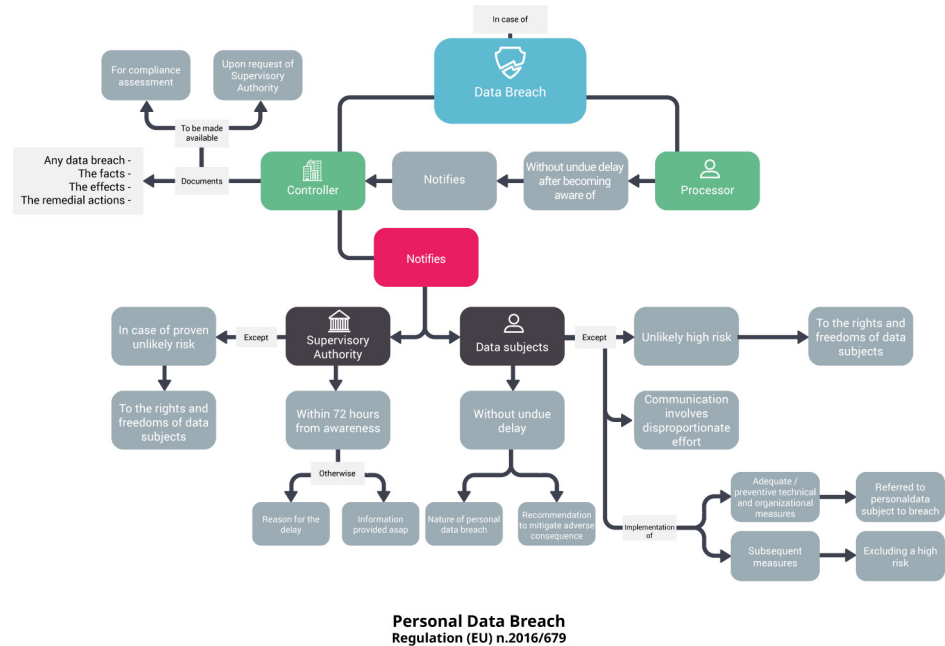 In case of
Data Breach
For compliance
assessment
Upon request of
Supervisory
Authority
To be made
available
Any data breach -
The facts -
The effects -
The remedial actions -
Documents
Controller
Notifies
Without undue delay
after becoming
aware of
Processor
Notifies
In case of proven
unlikely risk
Except
Supervisory
Authority
Data subjects
Except
Unlikely high risk
To the rights and
freedoms of data
subjects
To the rights and
freedoms of data
subjects
Within 72 hours
from awareness
Without undue
delay
Communication
involves
disproportionate
effort
Otherwise
Reason for the
delay
Information
provided asap
Nature of personal
data breach
Recommendation
to mitigate adverse
consequence
Implementation
of
Adequate /
preventive technical
and organizational
measures
Referred to
personaldata
subject to breach
Subsequent
measures
Excluding a high
risk
Personal Data Breach
Regulation (EU) n.2016/679